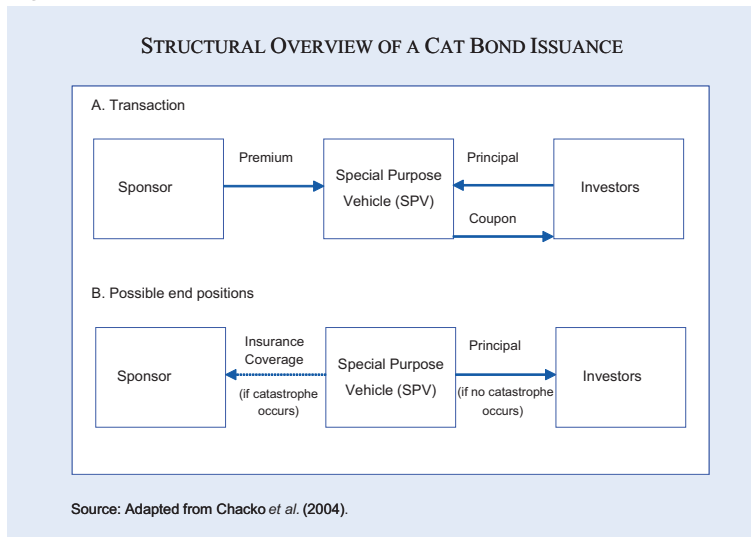 STRUCTURAL OVERVIEW OF A CAT BOND ISSUANCE
A. Transaction
Sponsor
Premium
Special Purpose
Vehicle (SPV)
Principal
Coupon
Investors
B. Possible end positions
Sponsor
Insurance
Coverage
(if catastrophe
occurs)
Special Purpose
Vehicle (SPV)
Principal
(if no catastrophe
occurs)
Investors
Source: Adapted from Chacko et al. (2004).